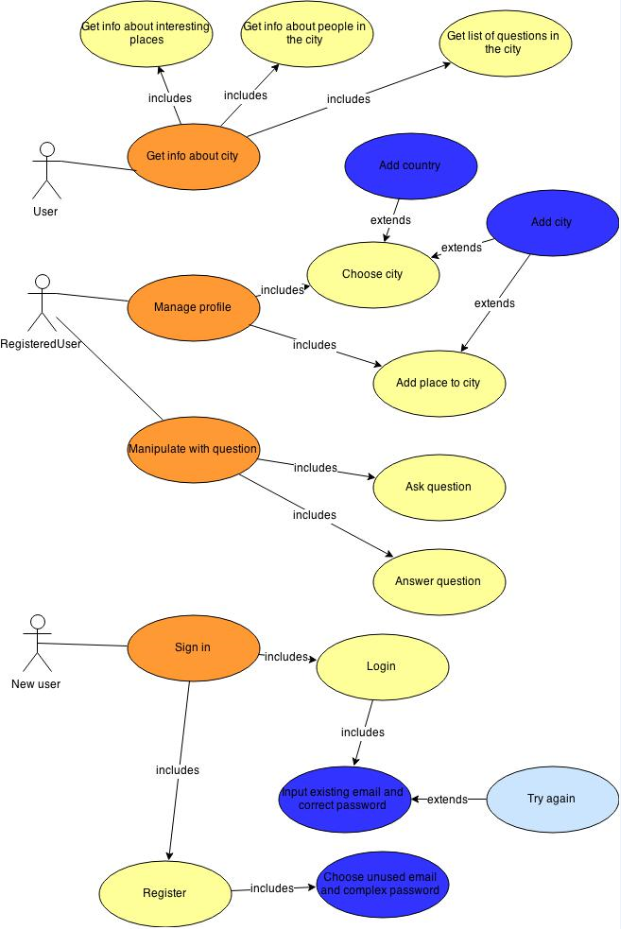 Get info about interesting
places
Get info about people in
the city
Get list of questions in
the city
includes
includes
includes
Get info about city
User
Add country
Add city
extends
extends
Choose city
includes
Manage profile
extends
RegisteredUser
includes
Add place to city
Manipulate with question
includes
Ask question
includes
Answer question
New user
Sign in
includes
Login
includes
includes
Input existing email and
correct password
extends
Try again
Register
includes
Choose unused email
and complex password